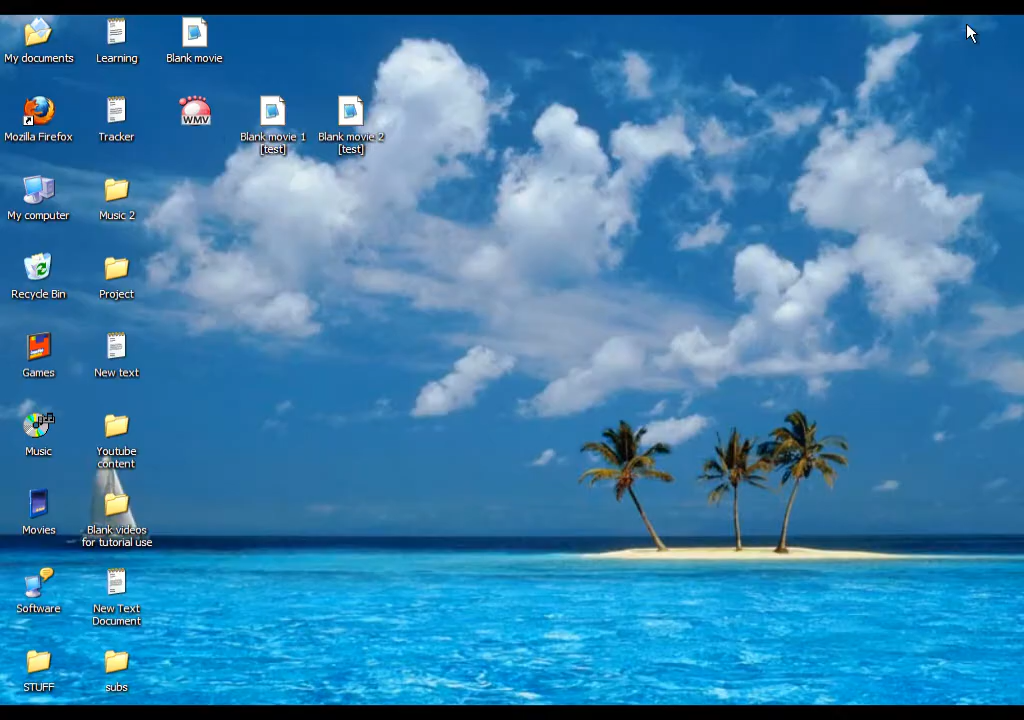 My documents
Learning
Blank movie
Mozilla Firefox
Tracker
WMV
Blank movie 1
[test]
Blank movie 2
[test]
My computer
Music 2
Recycle Bin
Project
Games
New text
Music
Youtube
content
Movies
Blank videos
for tutorial use
Software
New Text
Document
STUFF
subs